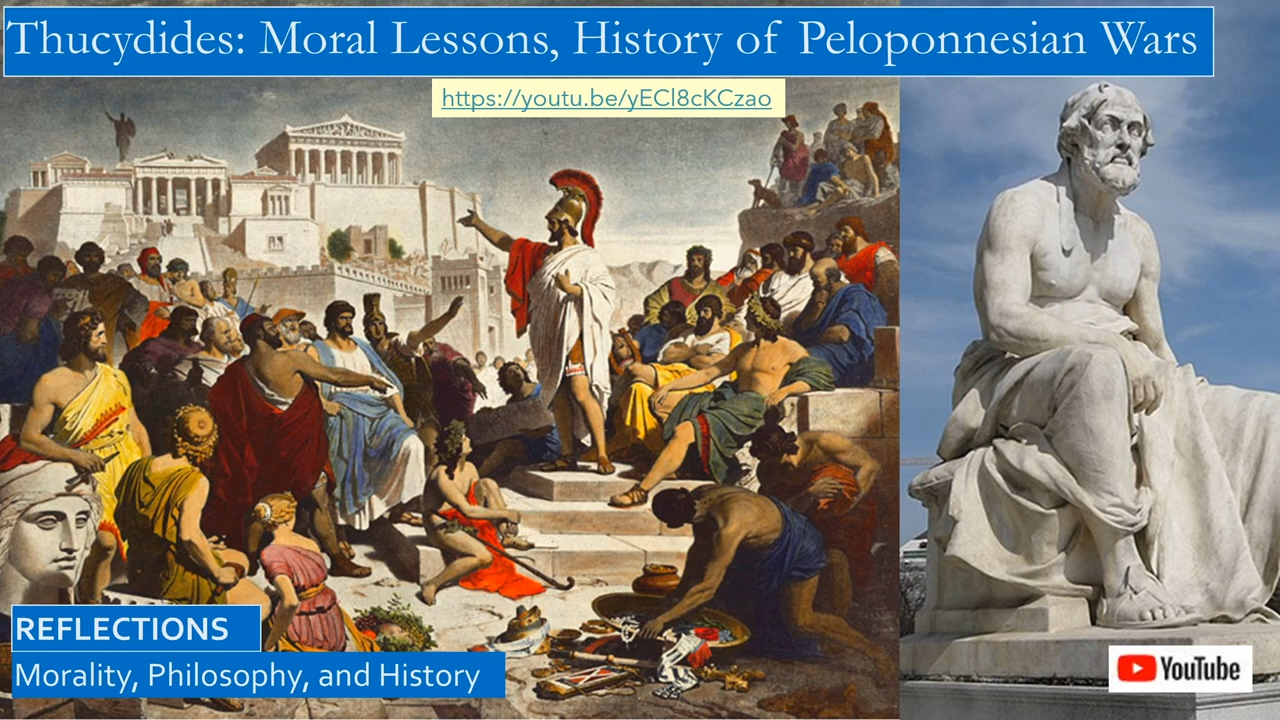 Thucydides: Moral Lessons, History of Peloponnesian Wars
https://youtu.be/yECl8cKCzao
REFLECTIONS
Morality, Philosophy, and History
YouTube